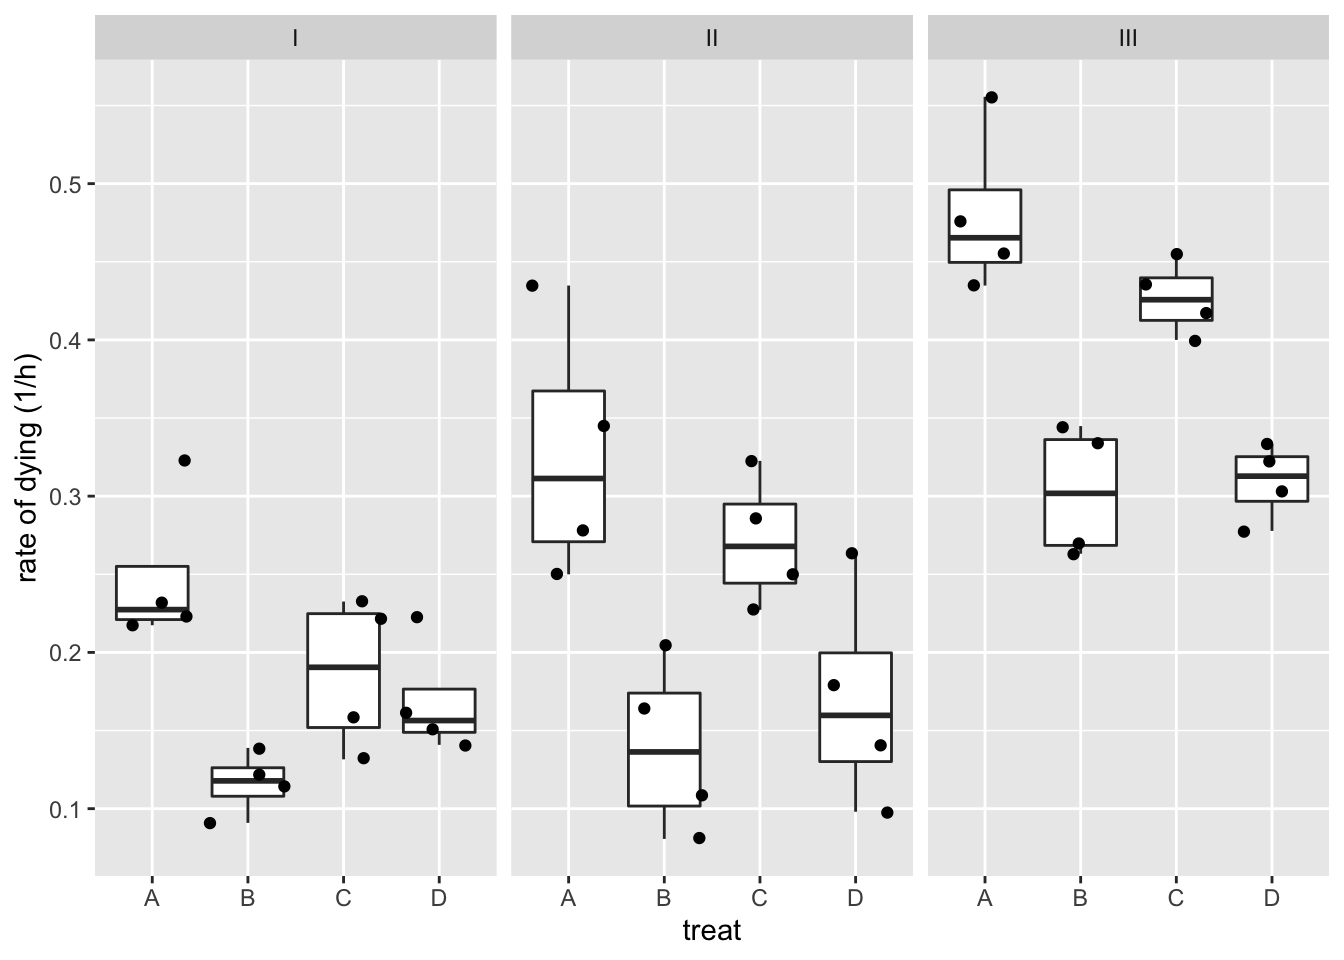 I II III
rate of dying (1/h)
0.5
0.4
0.3
0.2
0.1
A B C D A B C D A B C D
treat